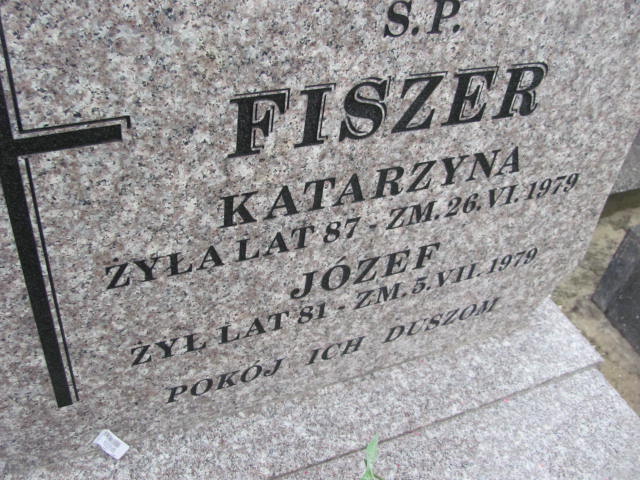 S.P.
FISZER
KATARZYNA
ŻYŁA LAT 87 - ZM. 26. VI. 1979
JÓZEF
ŻYŁ LAT 81 - ZM. 5. VII. 1979
POKÓJ ICH DUSZOM